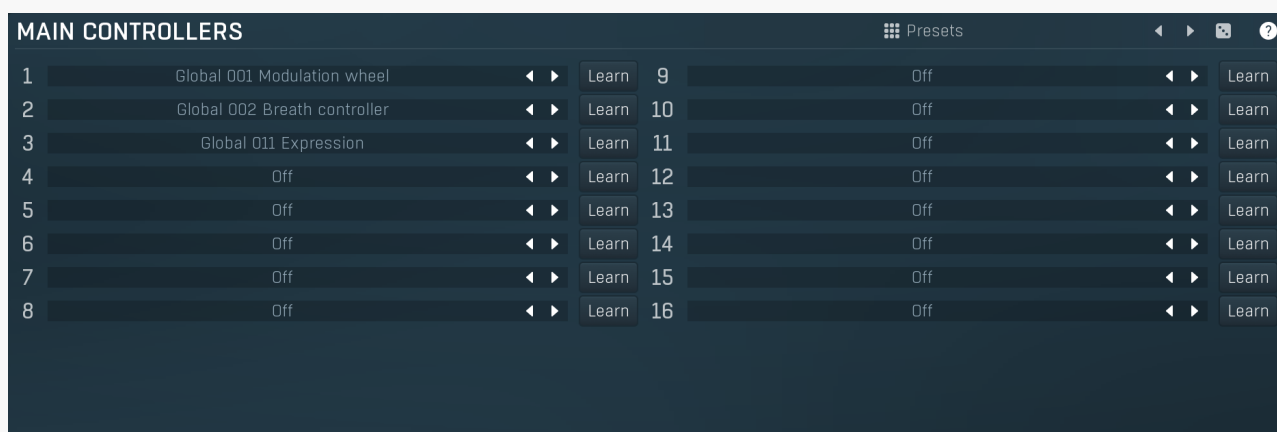 MAIN CONTROLLERS Presets ?
1 Global 001 Modulation wheel Learn 9 Off Learn
2 Global 002 Breath controller Learn 10 Off Learn
3 Global 011 Expression Learn 11 Off Learn
4 Off Learn 12 Off Learn
5 Off Learn 13 Off Learn
6 Off Learn 14 Off Learn
7 Off Learn 15 Off Learn
8 Off Learn 16 Off Learn